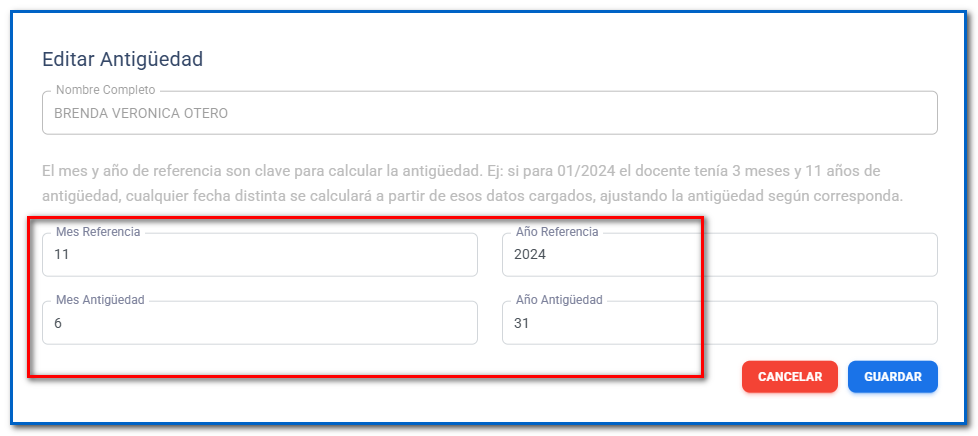 Editar Antigüedad
Nombre Completo
BRENDA VERONICA OTERO
El mes y año de referencia son clave para calcular la antigüedad. Ej: si para 01/2024 el docente tenía 3 meses y 11 años de
antigüedad, cualquier fecha distinta se calculará a partir de esos datos cargados, ajustando la antigüedad según corresponda.
Mes Referencia
11
Año Referencia
2024
Mes Antigüedad
6
Año Antigüedad
31
CANCELAR
GUARDAR